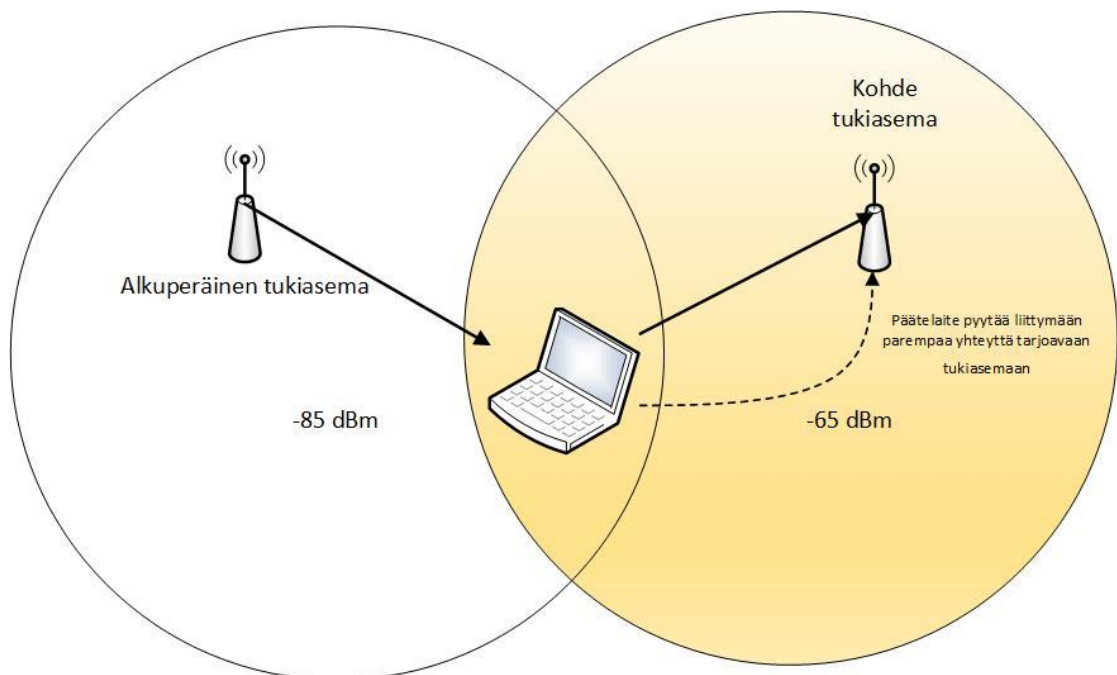 Kohde
tukiasema
Alkuperäinen tukiasema
Päätelaite pyytää liittymään
parempaa yhteyttä tarjoavaan
tukiasemaan
-85 dBm
-65 dBm